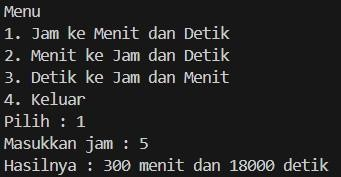 Menu
1. Jam ke Menit dan Detik
2. Menit ke Jam dan Detik
3. Detik ke Jam dan Menit
4. Keluar
Pilih : 1
Masukkan jam : 5
Hasilnya : 300 menit dan 18000 detik